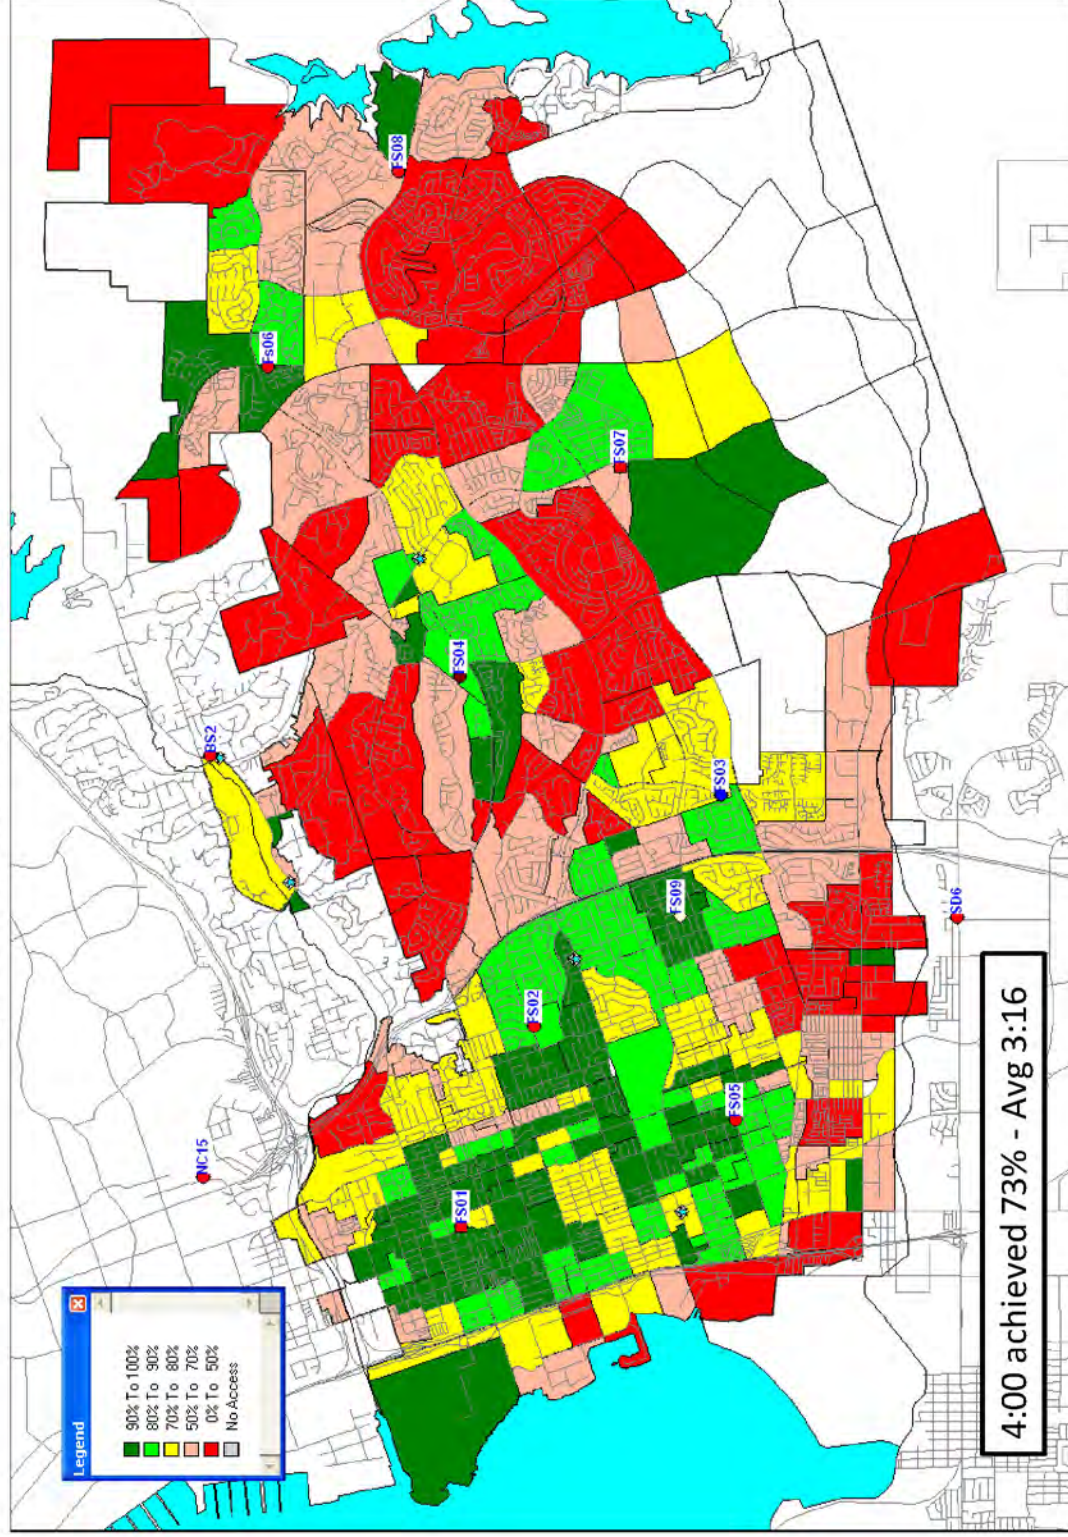 Legend
90% To 100%
80% To 90%
70% To 80%
50% To 70%
0% To 50%
No Access
NC15
BS2
Fs06
FS08
FS01
FS02
FS04
FS07
FS05
FS09
FS03
SD6
4:00 achieved 73% - Avg 3:16